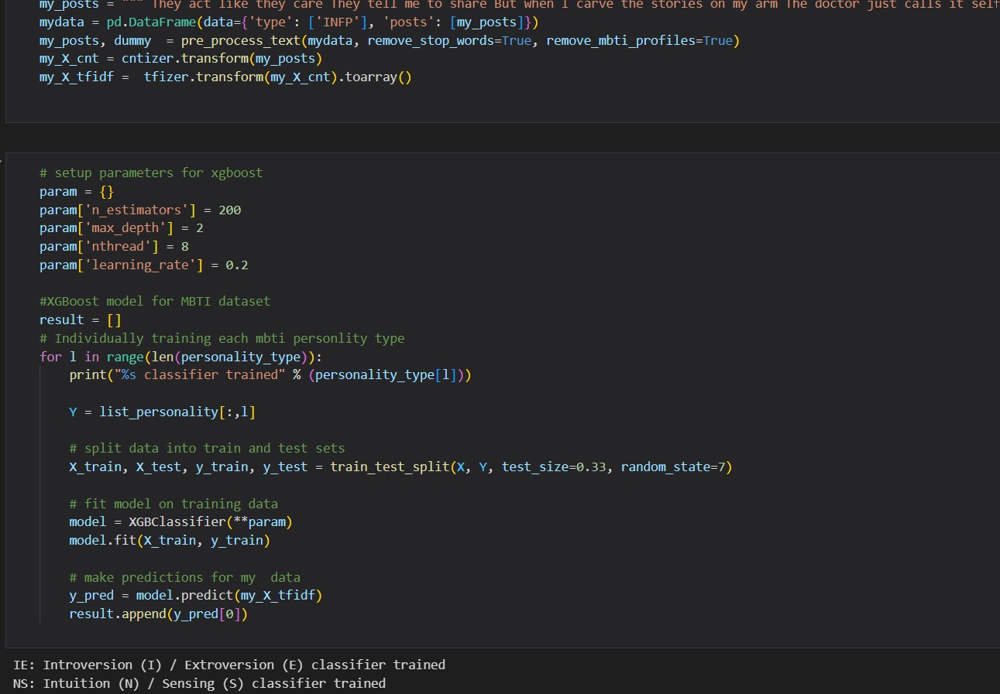 my_posts = """ They act like they care They tell me to share But when I carve the stories on my arm The doctor just calls it self
mydata = pd.DataFrame(data={'type': ['INFP'], 'posts': [my_posts]})
my_posts, dummy  = pre_process_text(mydata, remove_stop_words=True, remove_mbti_profiles=True)
my_X_cnt = cntizer.transform(my_posts)
my_X_tfidf =  tfizer.transform(my_X_cnt).toarray()
# setup parameters for xgboost
param = {}
param['n_estimators'] = 200
param['max_depth'] = 2
param['nthread'] = 8
param['learning_rate'] = 0.2
#XGBoost model for MBTI dataset
result = []
# Individually training each mbti personlity type
for l in range(len(personality_type)):
    print("%s classifier trained" % (personality_type[l]))
    Y = list_personality[:,l]
    # split data into train and test sets
    X_train, X_test, y_train, y_test = train_test_split(X, Y, test_size=0.33, random_state=7)
    # fit model on training data
    model = XGBClassifier(**param)
    model.fit(X_train, y_train)
    # make predictions for my  data
    y_pred = model.predict(my_X_tfidf)
    result.append(y_pred[0])
IE: Introversion (I) / Extroversion (E) classifier trained
NS: Intuition (N) / Sensing (S) classifier trained